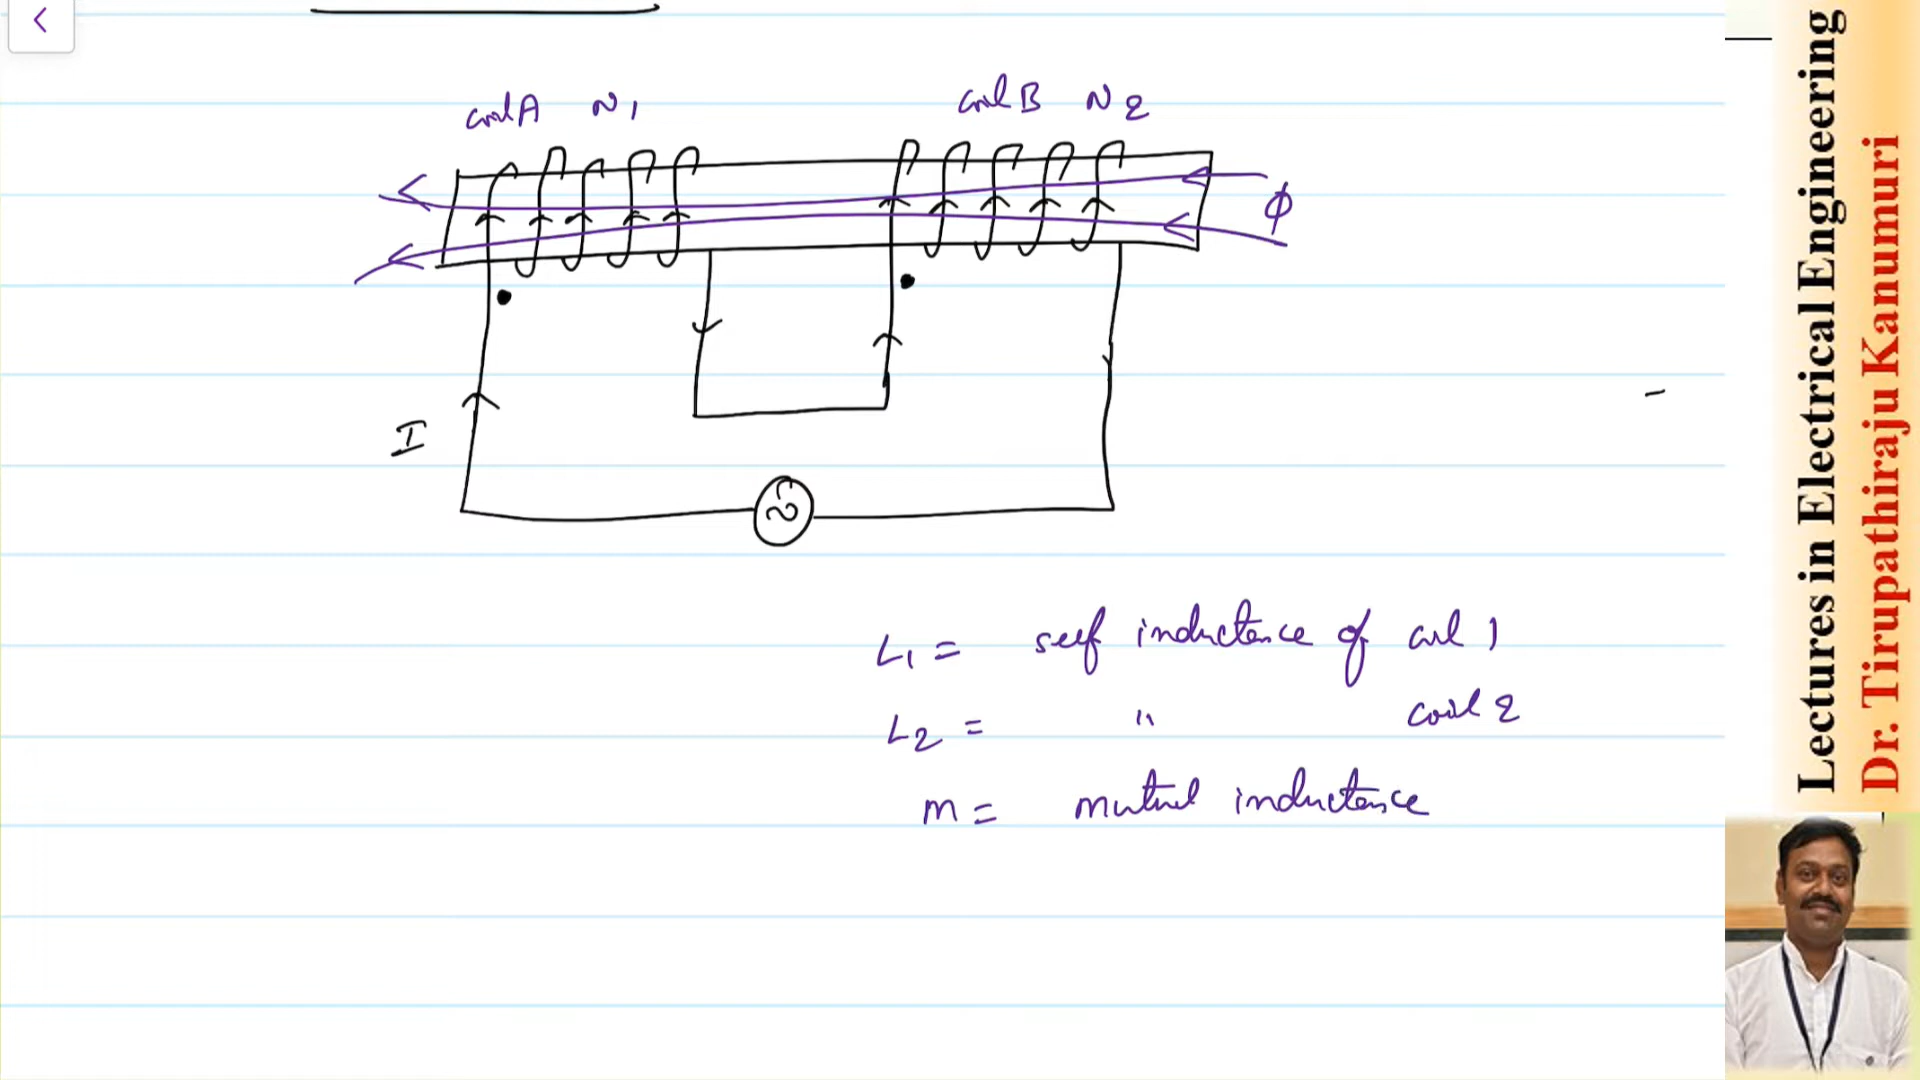 coil A N1
coil B N2
ϕ
I
L1 = self inductance of coil 1
L2 = " coil 2
m = mutual inductance
Lectures in Electrical Engineering
Dr. Tirupathiraju Kanumuri